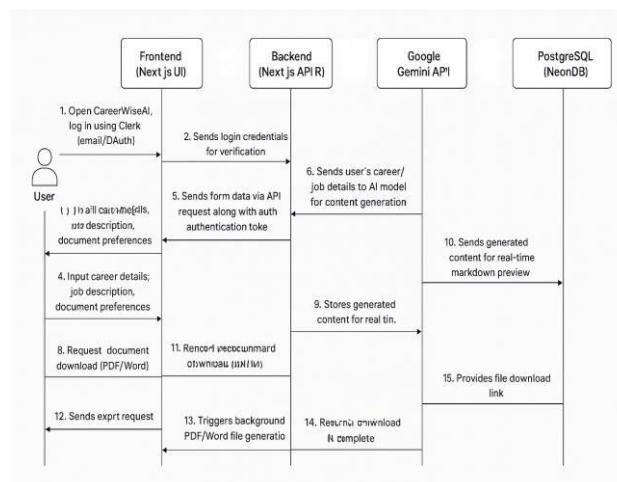 Frontend
(Next js UI)
Backend
(Next js API R)
Google
Gemini API
PostgreSQL
(NeonDB)
User
1. Open CareerWiseAI,
log in using Clerk
(email/DAuth)
2. Sends login credentials
for verification
6. Sends user's career/
job details to AI model
for content generation
5. Sends form data via API
request along with auth
authentication toke
description,
document preferences
10. Sends generated
content for real-time
markdown preview
4. Input career details;
job description,
document preferences
9. Stores generated
content for real tin.
8. Request document
download (PDF/Word)
11.
15. Provides file download
link
12. Sends exprt request
13. Triggers background
PDF/Word file generatio
14.
complete